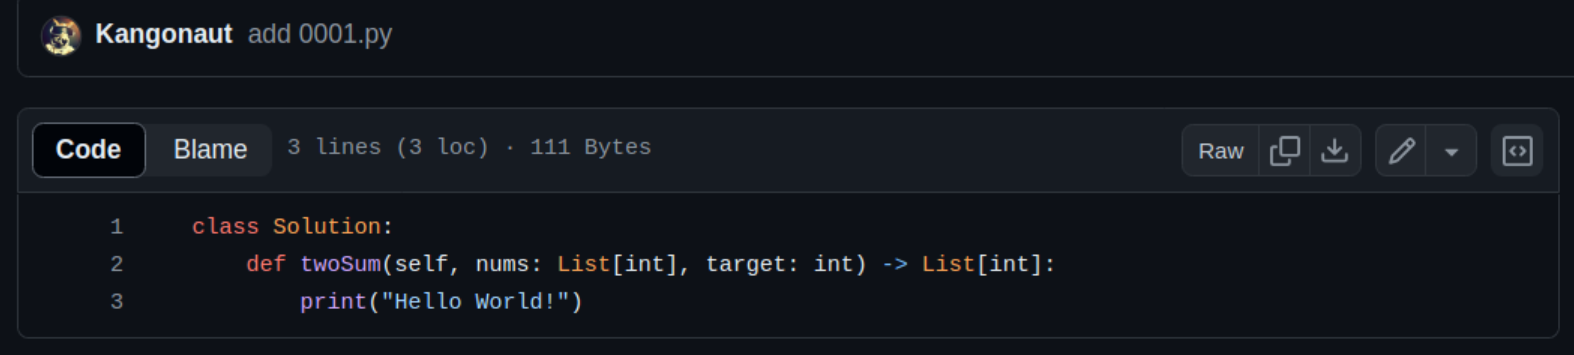 Kangonaut add 0001.py
Code Blame 3 lines (3 loc) · 111 Bytes Raw
1 class Solution:
2     def twoSum(self, nums: List[int], target: int) -> List[int]:
3         print("Hello World!")